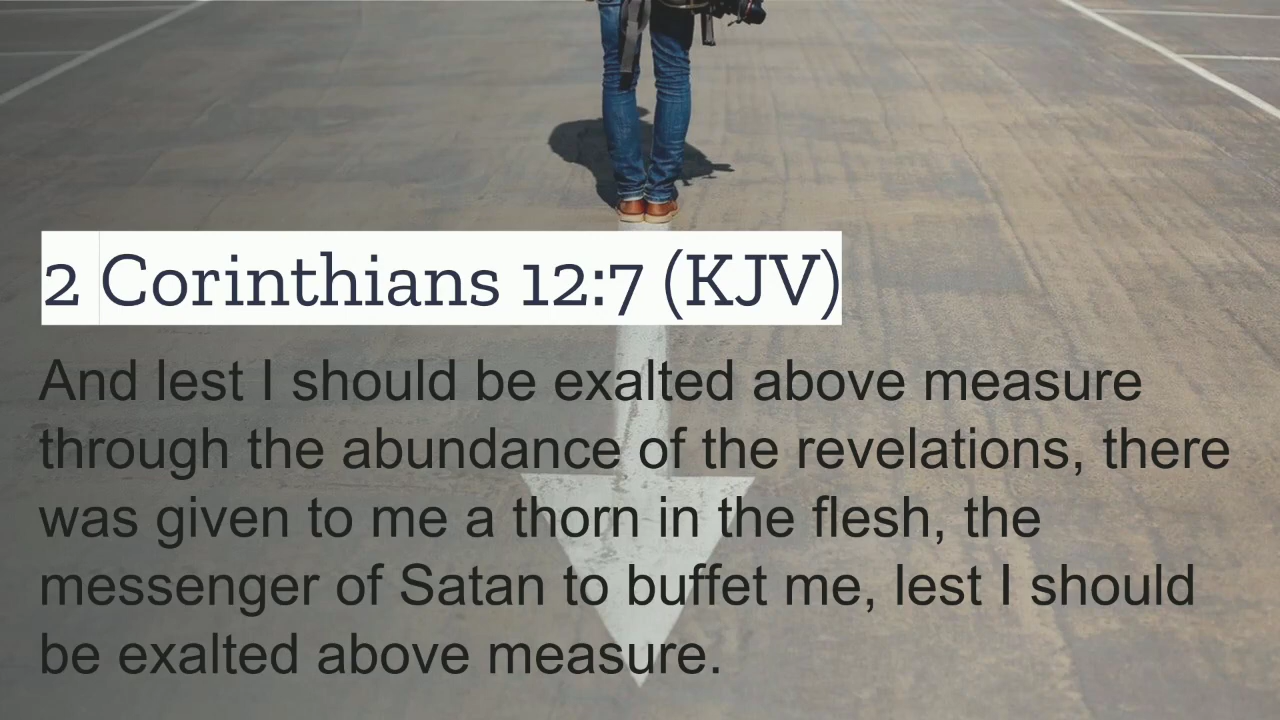 2 Corinthians 12:7 (KJV)
And lest I should be exalted above measure
through the abundance of the revelations, there
was given to me a thorn in the flesh, the
messenger of Satan to buffet me, lest I should
be exalted above measure.